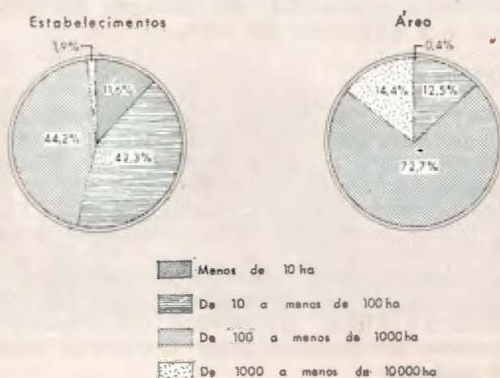 Estabelecimentos
Área
1,9%
0,4%
11,6%
14,4%
12,5%
44,2%
42,3%
72,7%
Menos de 10 ha
De 10 a menos de 100 ha
De 100 a menos de 1000 ha
De 1000 a menos de 10000 ha